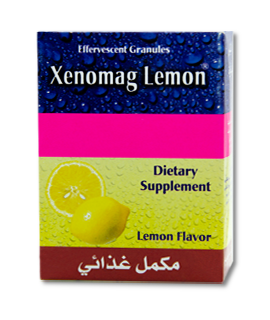 Effervescent Granules
Xenomag Lemon®
Dietary
Supplement
Lemon Flavor
مكمل غذائي